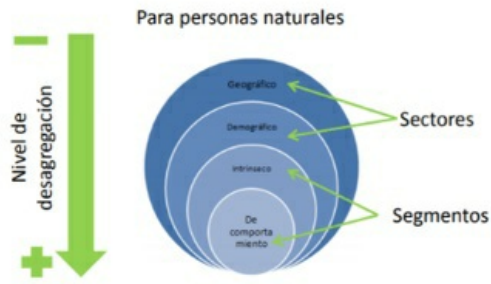 Para personas naturales
Nivel de
desagregación
Geográfico
Demográfico
Intrínseco
De
comporta
miento
Sectores
Segmentos